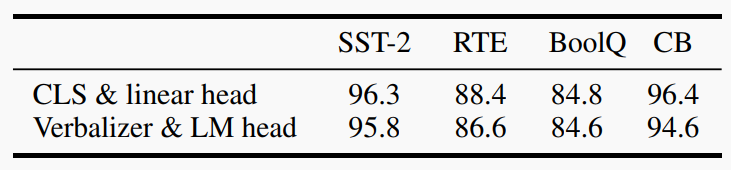 SST-2 RTE BoolQ CB
CLS & linear head 96.3 88.4 84.8 96.4
Verbalizer & LM head 95.8 86.6 84.6 94.6